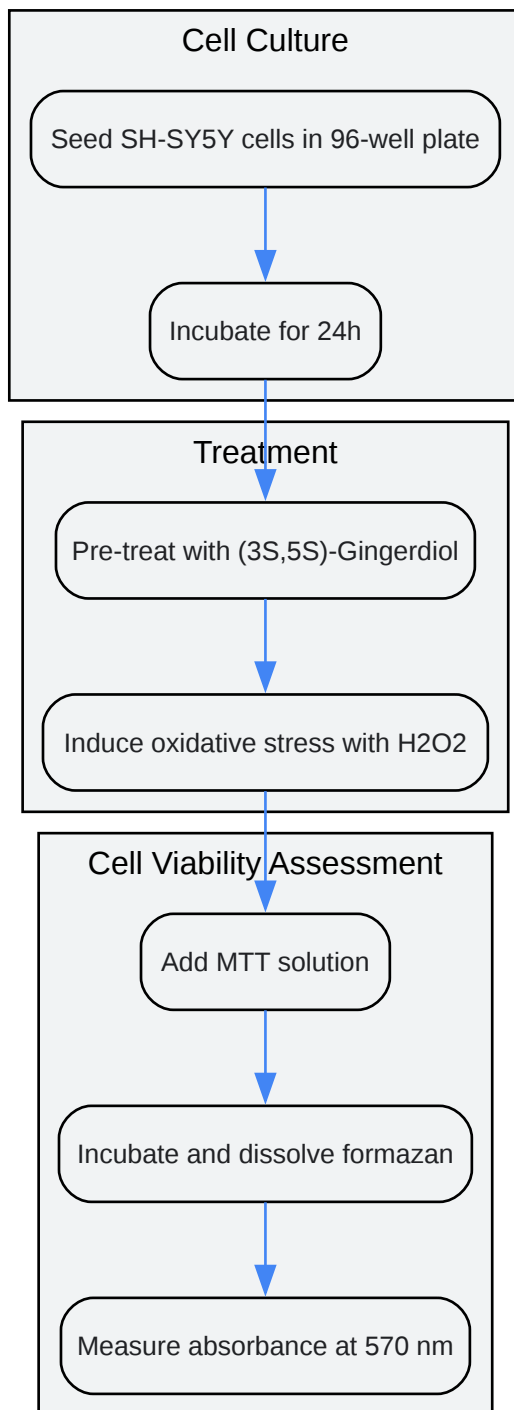 Cell Culture
Seed SH-SY5Y cells in 96-well plate
Incubate for 24h
Treatment
Pre-treat with (3S,5S)-Gingerdiol
Induce oxidative stress with H2O2
Cell Viability Assessment
Add MTT solution
Incubate and dissolve formazan
Measure absorbance at 570 nm